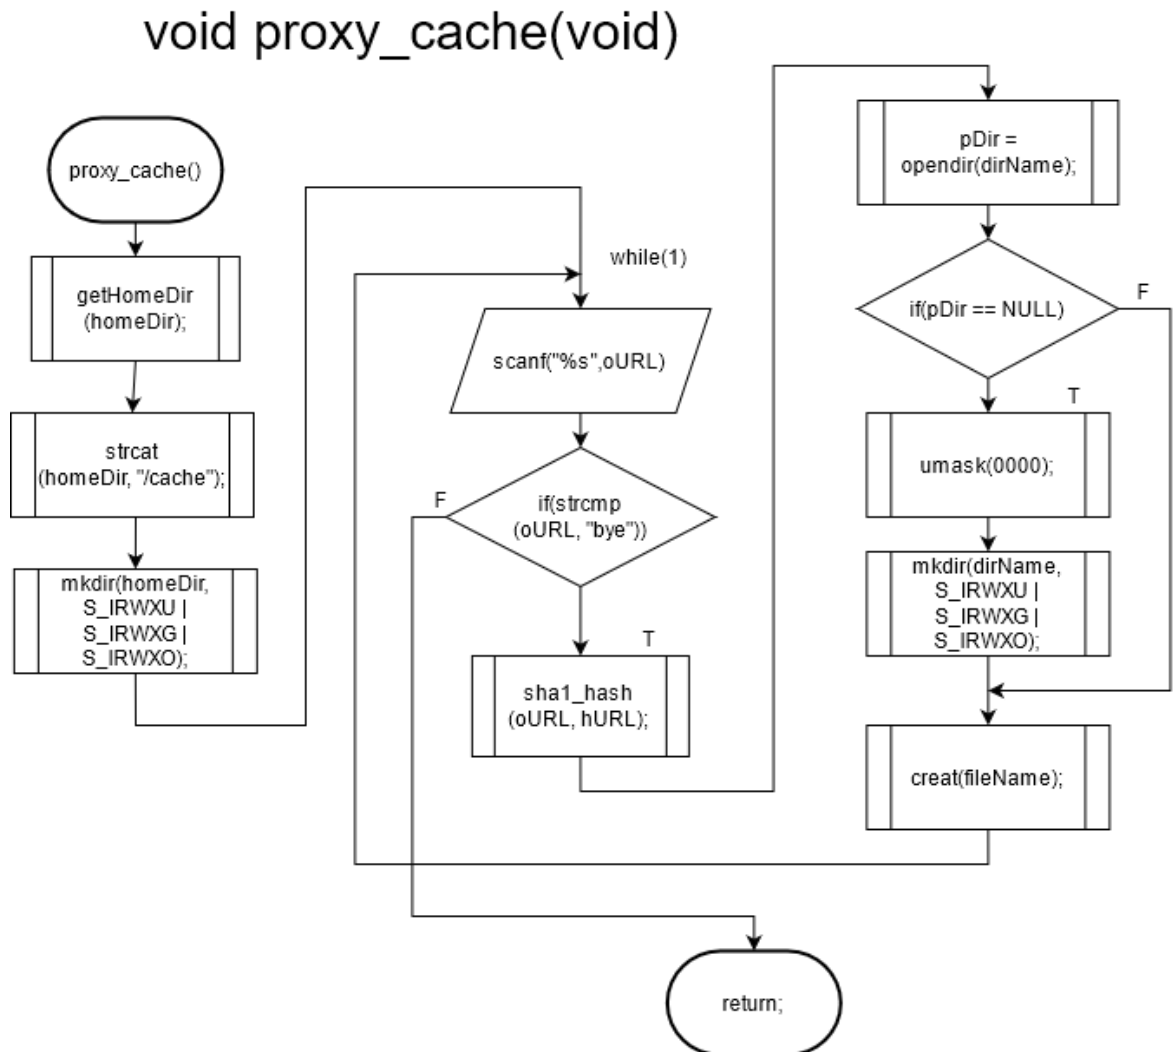 void proxy_cache(void)
proxy_cache()
getHomeDir
(homeDir);
strcat
(homeDir, "/cache");
mkdir(homeDir,
S_IRWXU |
S_IRWXG |
S_IRWXO);
while(1)
scanf("%s",oURL)
if(strcmp
(oURL, "bye"))
F
T
sha1_hash
(oURL, hURL);
pDir =
opendir(dirName);
if(pDir == NULL)
F
T
umask(0000);
mkdir(dirName,
S_IRWXU |
S_IRWXG |
S_IRWXO);
creat(fileName);
return;